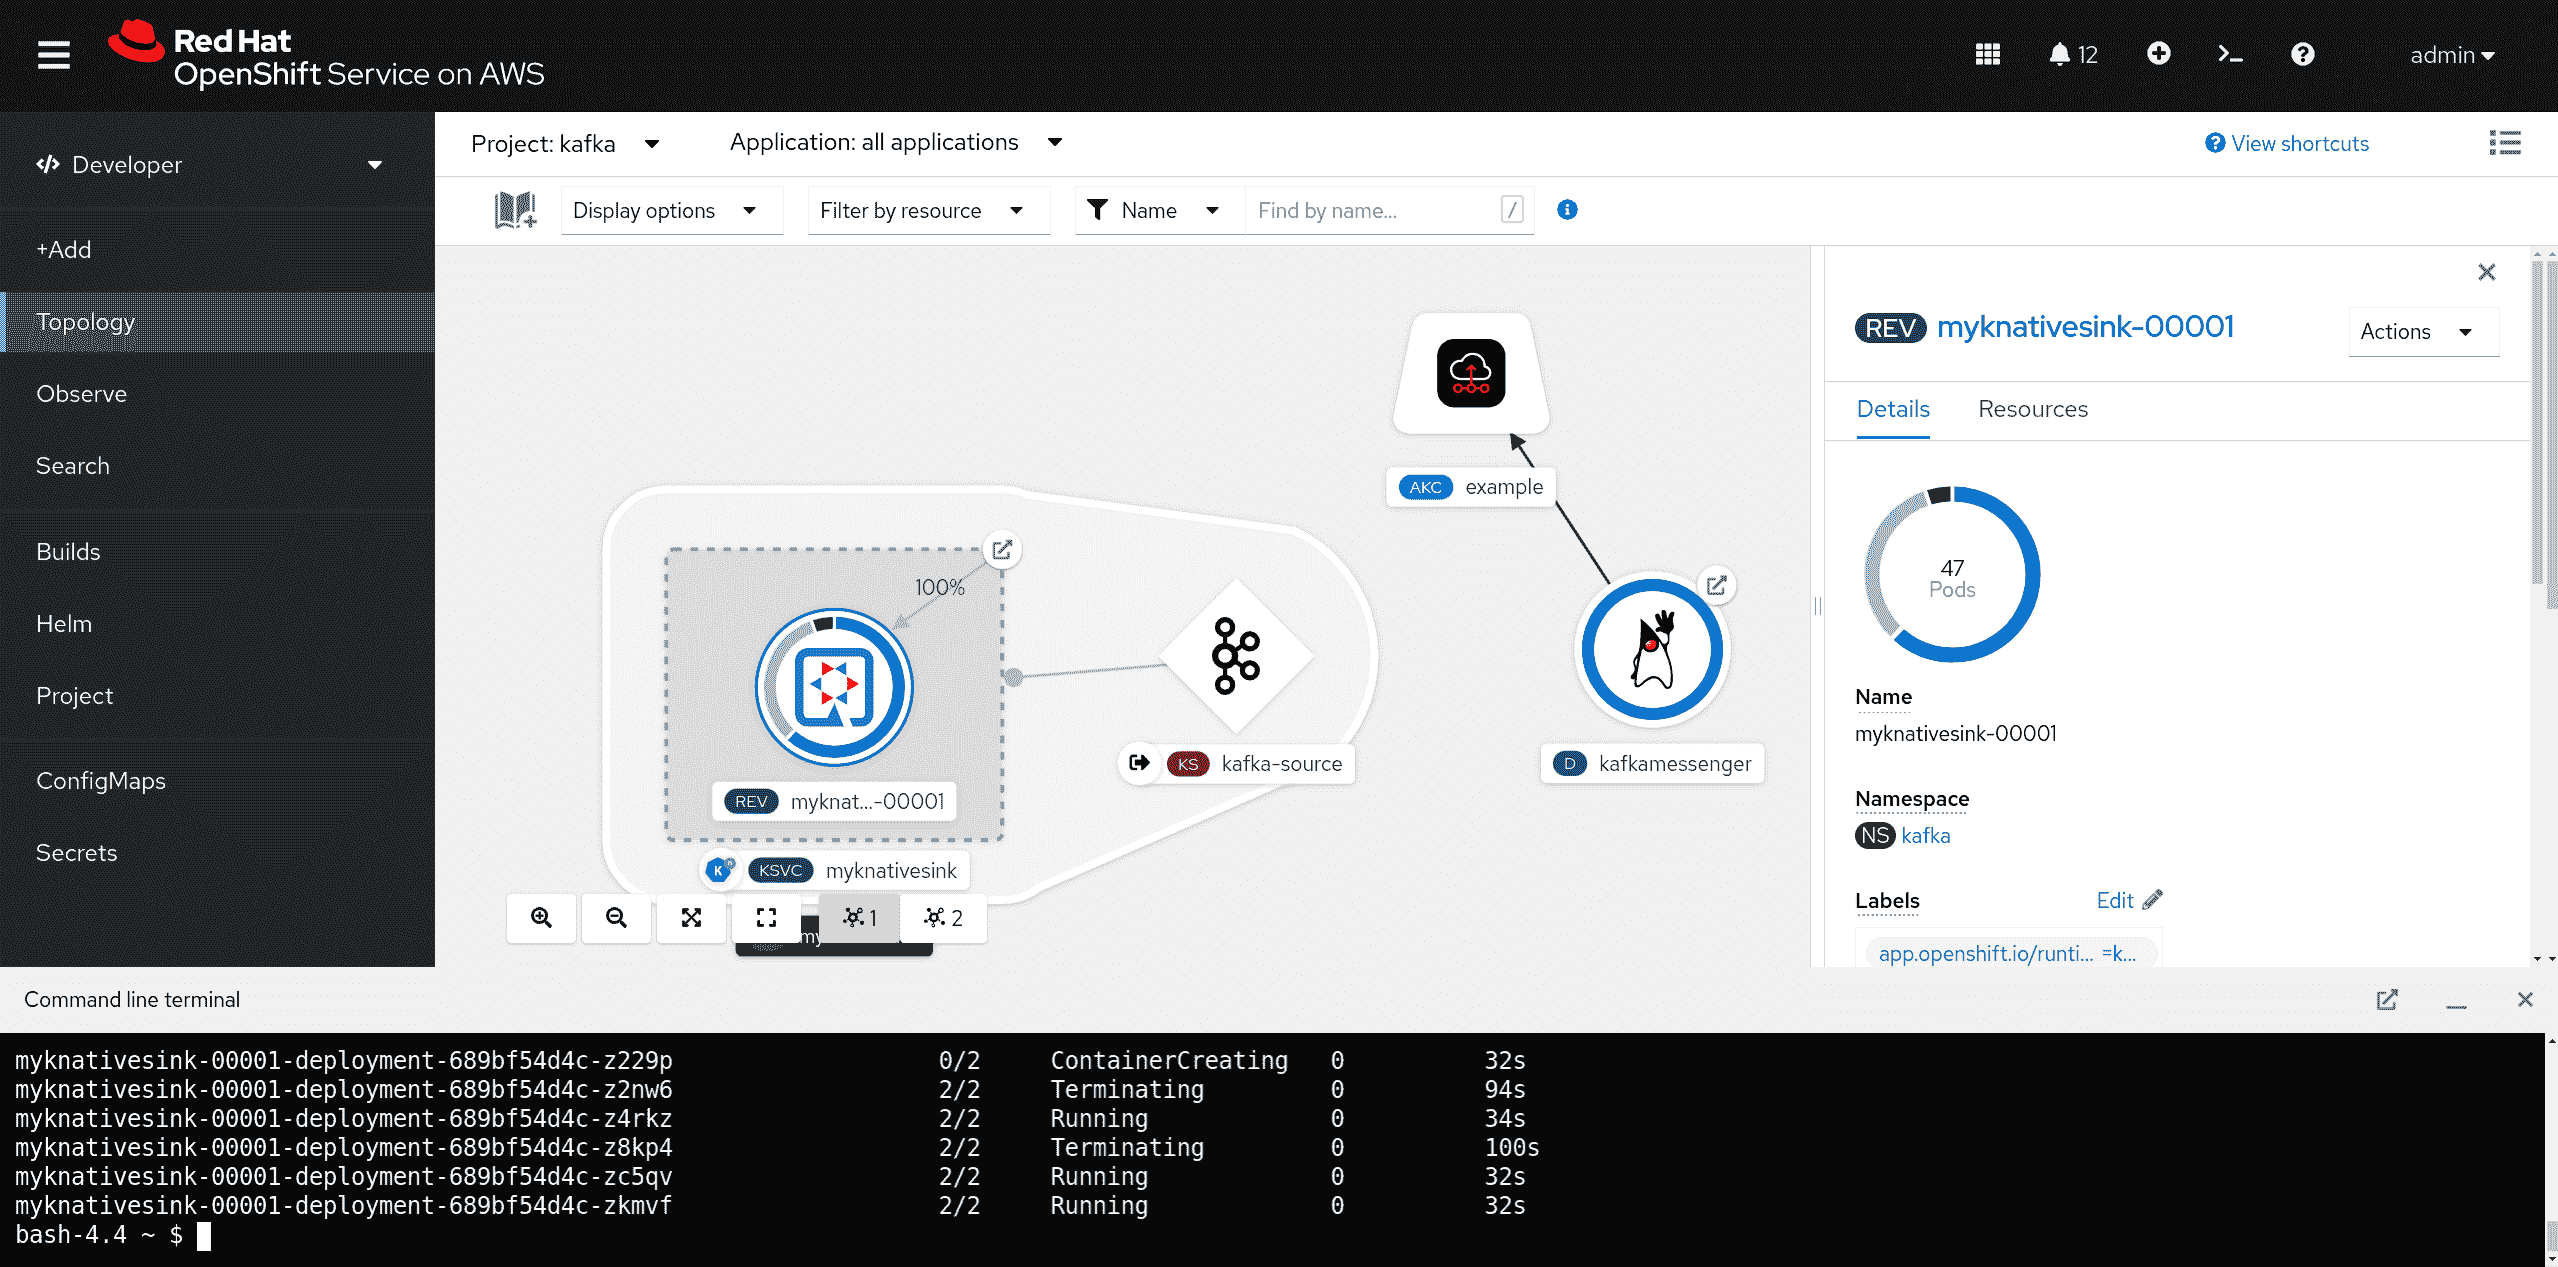 Red Hat
OpenShift Service on AWS
12
admin
Developer
+Add
Topology
Observe
Search
Builds
Helm
Project
ConfigMaps
Secrets
Project: kafka
Application: all applications
View shortcuts
Display options
Filter by resource
Name
Find by name...
/
AKC example
100%
REV myknat...-00001
KSVC myknativesink
KS kafka-source
D kafkamessenger
my
1
2
REV myknativesink-00001
Actions
Details
Resources
47
Pods
Name
myknativesink-00001
Namespace
NS kafka
Labels
Edit
app.openshift.io/runti... =k...
Command line terminal
myknativesink-00001-deployment-689bf54d4c-z229p 0/2 ContainerCreating 0 32s
myknativesink-00001-deployment-689bf54d4c-z2nw6 2/2 Terminating 0 94s
myknativesink-00001-deployment-689bf54d4c-z4rkz 2/2 Running 0 34s
myknativesink-00001-deployment-689bf54d4c-z8kp4 2/2 Terminating 0 100s
myknativesink-00001-deployment-689bf54d4c-zc5qv 2/2 Running 0 32s
myknativesink-00001-deployment-689bf54d4c-zkmvf 2/2 Running 0 32s
bash-4.4 ~ $